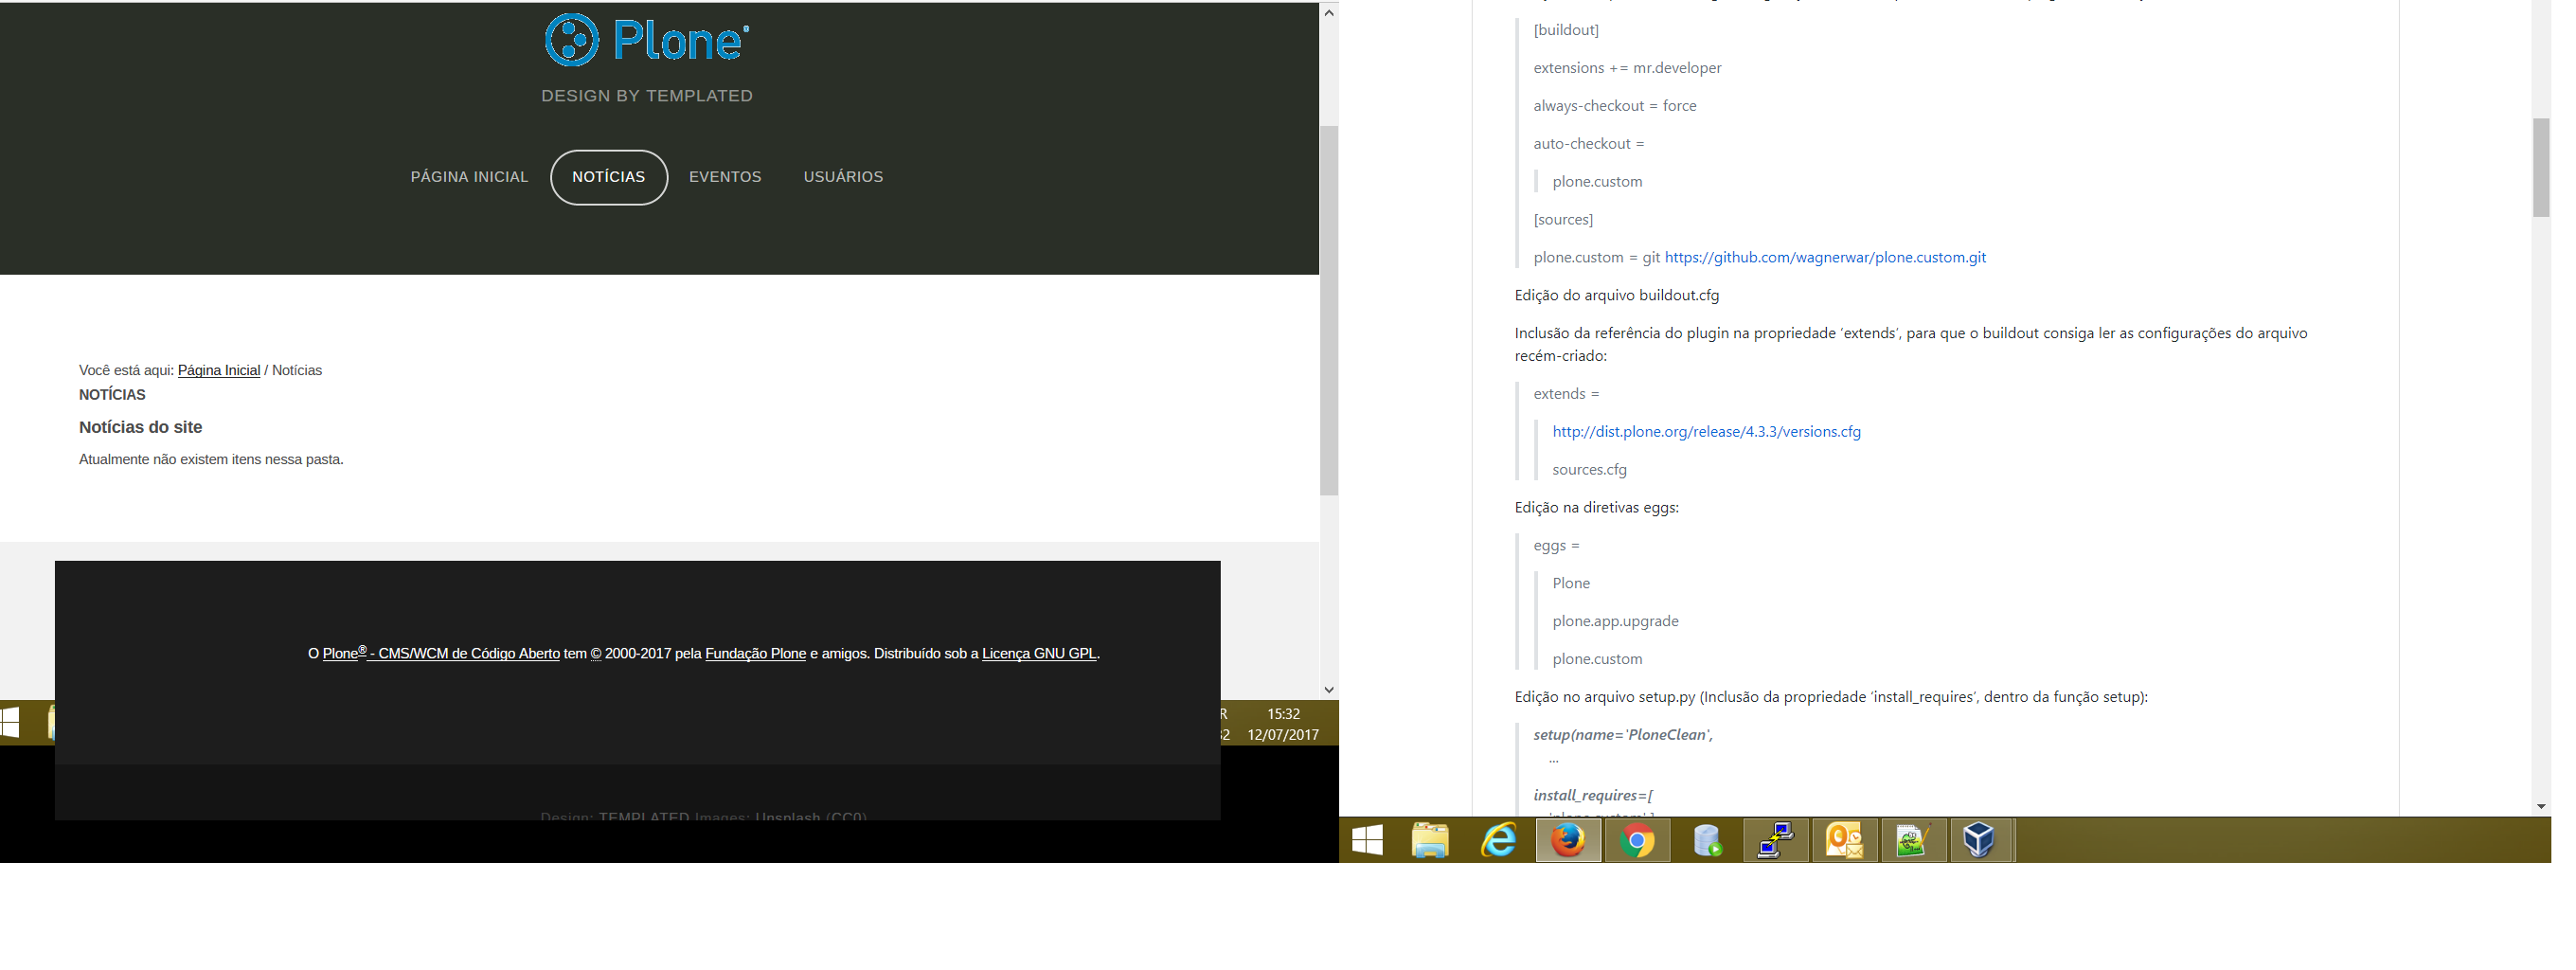 Plone®
DESIGN BY TEMPLATED
PÁGINA INICIAL NOTÍCIAS EVENTOS USUÁRIOS
Você está aqui: Página Inicial / Notícias
NOTÍCIAS
Notícias do site
Atualmente não existem itens nessa pasta.
O Plone® - CMS/WCM de Código Aberto tem © 2000-2017 pela Fundação Plone e amigos. Distribuído sob a Licença GNU GPL.
R 15:32
32 12/07/2017
Design: TEMPLATED Images: Unsplash (CC0)
[buildout]
extensions += mr.developer
always-checkout = force
auto-checkout =
plone.custom
[sources]
plone.custom = git https://github.com/wagnerwar/plone.custom.git
Edição do arquivo buildout.cfg
Inclusão da referência do plugin na propriedade ‘extends’, para que o buildout consiga ler as configurações do arquivo
recém-criado:
extends =
http://dist.plone.org/release/4.3.3/versions.cfg
sources.cfg
Edição na diretivas eggs:
eggs =
Plone
plone.app.upgrade
plone.custom
Edição no arquivo setup.py (Inclusão da propriedade ‘install_requires’, dentro da função setup):
setup(name=‘PloneClean‘,
...
install_requires=[